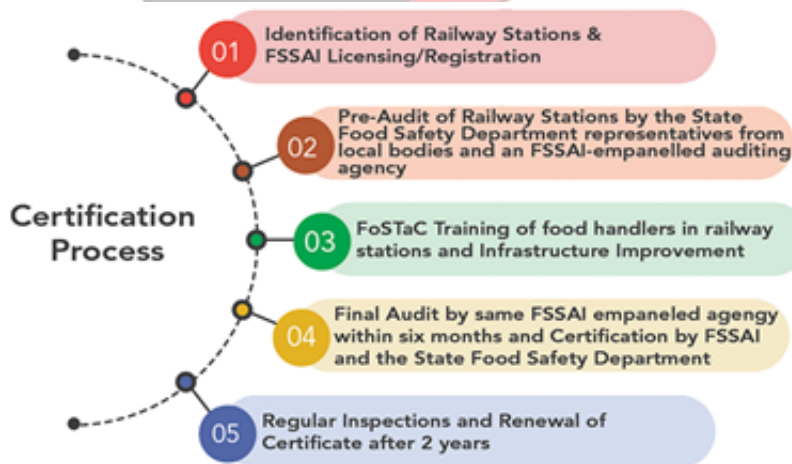 01
Identification of Railway Stations &
FSSAI Licensing/Registration
02
Pre-Audit of Railway Stations by the State
Food Safety Department representatives from
local bodies and an FSSAI-empanelled auditing
agency
Certification
Process
03
FoSTaC Training of food handlers in railway
stations and Infrastructure Improvement
04
Final Audit by same FSSAI empaneled agengy
within six months and Certification by FSSAI
and the State Food Safety Department
05
Regular Inspections and Renewal of
Certificate after 2 years